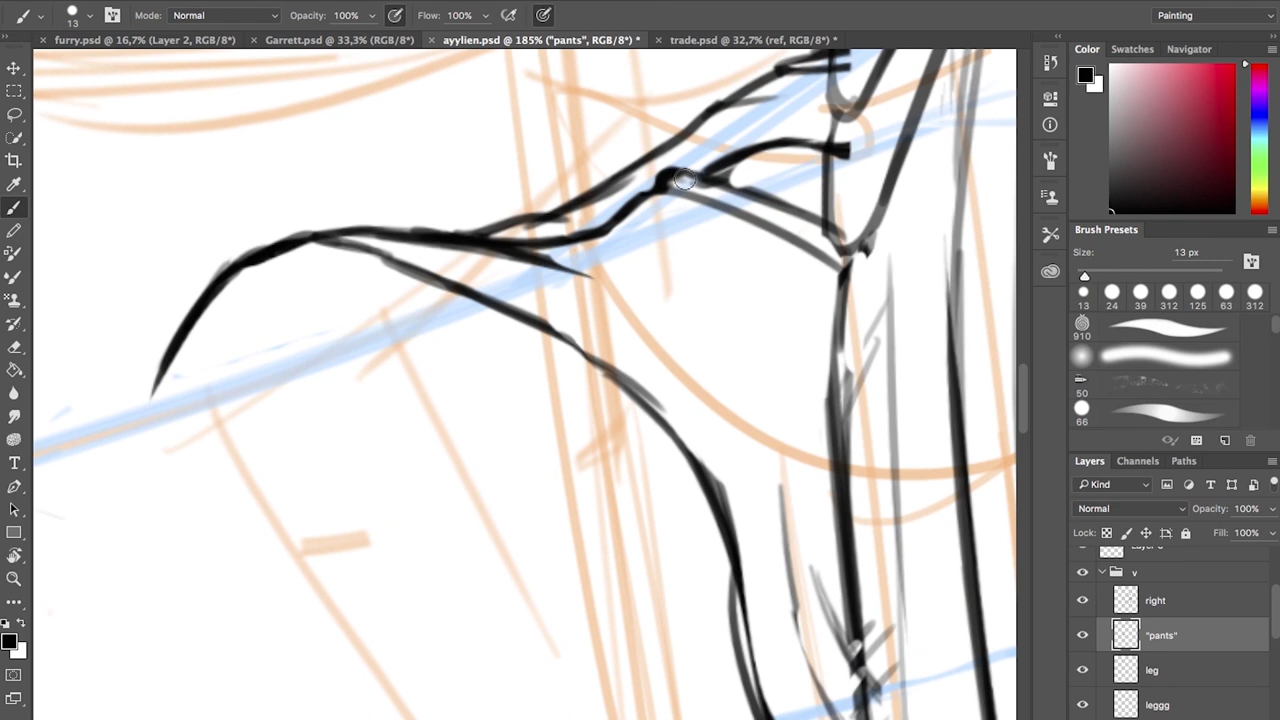 13 Mode: Normal Opacity: 100% Flow: 100% Painting
furry.psd @ 16,7% (Layer 2, RGB/8*) Garrett.psd @ 33,3% (RGB/8*) ayylien.psd @ 185% ("pants", RGB/8*) * trade.psd @ 32,7% (ref, RGB/8*) *
Color Swatches Navigator
Brush Presets
Size: 13 px
13 24 39 312 125 63 312
910
50
66
Layers Channels Paths
Kind
Normal Opacity: 100%
Lock: Fill: 100%
v
right
"pants"
leg
leggg